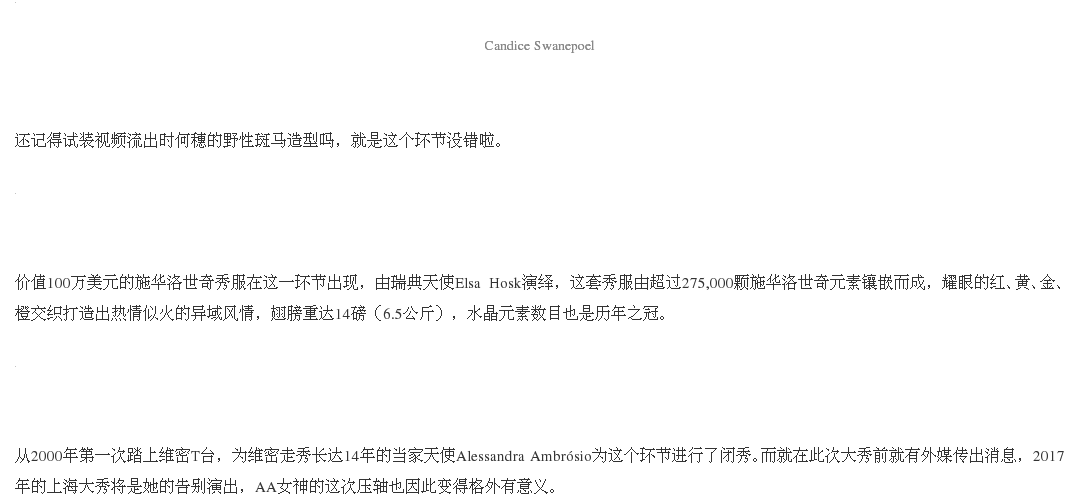 Candice Swanepoel
还记得试装视频流出时何穗的野性斑马造型吗，就是这个环节没错啦。
价值100万美元的施华洛世奇秀服在这一环节出现，由瑞典天使Elsa Hosk演绎，这套秀服由超过275,000颗施华洛世奇元素镶嵌而成，耀眼的红、黄、金、
橙交织打造出热情似火的异域风情，翅膀重达14磅（6.5公斤），水晶元素数目也是历年之冠。
从2000年第一次踏上维密T台，为维密走秀长达14年的当家天使Alessandra Ambrósio为这个环节进行了闭秀。而就在此次大秀前就有外媒传出消息，2017
年的上海大秀将是她的告别演出，AA女神的这次压轴也因此变得格外有意义。